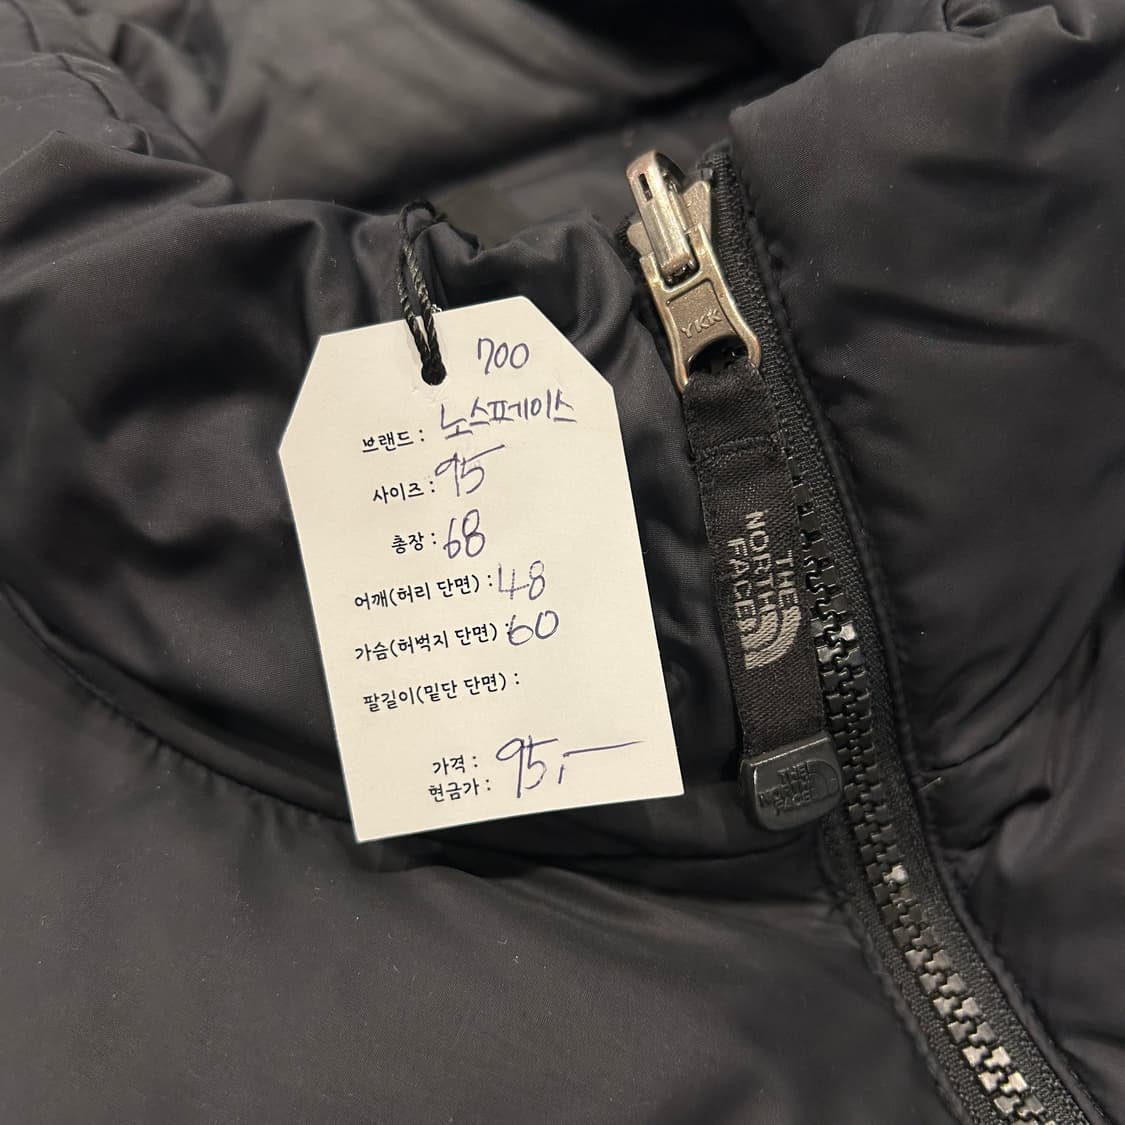 700
브랜드 : 노스페이스
사이즈 : 95
총장 : 68
어깨(허리 단면) : 48
가슴(허벅지 단면) : 60
팔길이(밑단 단면) :
가격 :
현금가 : 95,—
YKK
THE
NORTH
FACE
THE
NORTH
FACE